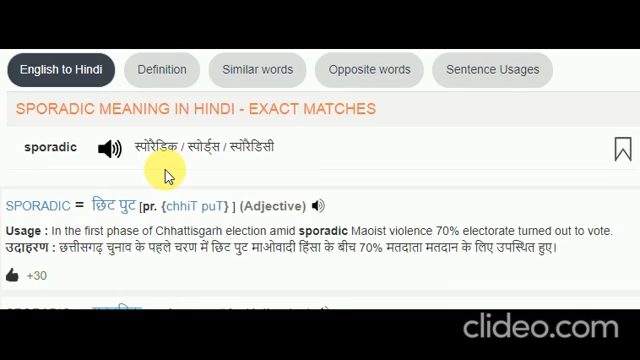 English to Hindi Definition Similar words Opposite words Sentence Usages
SPORADIC MEANING IN HINDI - EXACT MATCHES
sporadic स्पोरैडिक / स्पोर्ड्स / स्पोरैडिसी
SPORADIC = छिट पुट [pr. {chhiT puT} ] (Adjective)
Usage : In the first phase of Chhattisgarh election amid sporadic Maoist violence 70% electorate turned out to vote.
उदाहरण : छत्तीसगढ़ चुनाव के पहले चरण में छिट पुट माओवादी हिंसा के बीच 70% मतदाता मतदान के लिए उपस्थित हुए।
+30
clideo.com